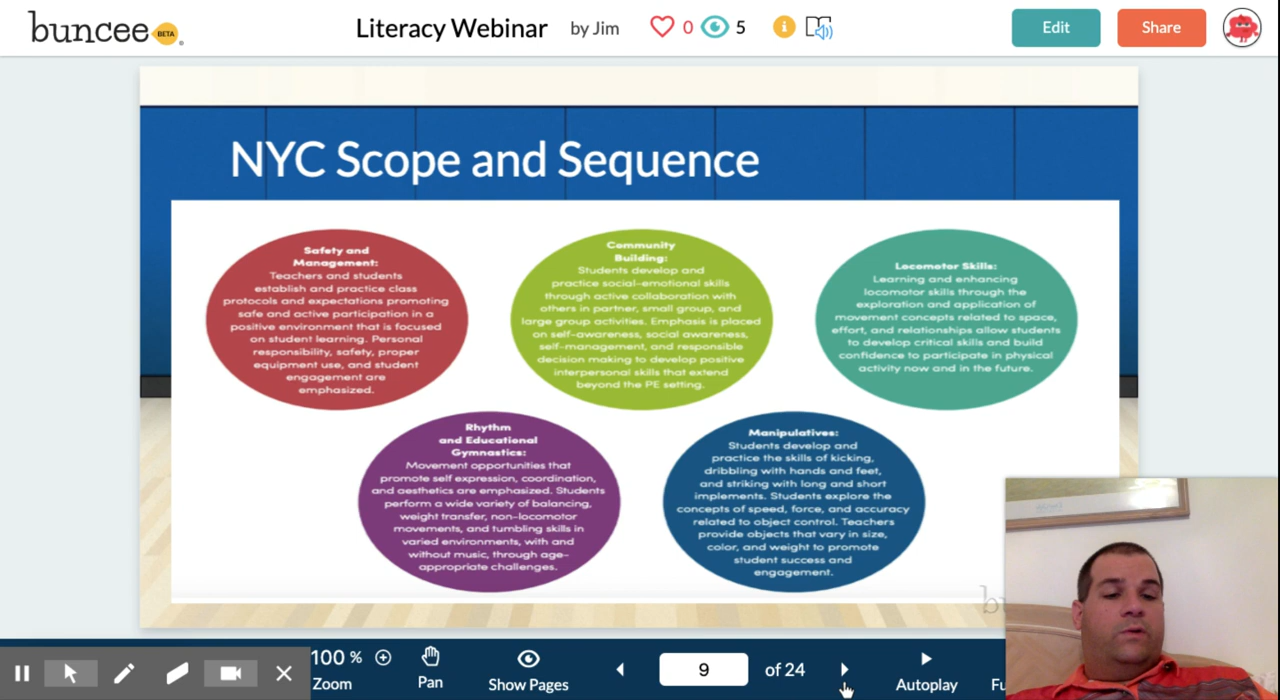 buncee BETA
Literacy Webinar by Jim 0 5 i Edit Share
NYC Scope and Sequence
Safety and
Management:
Teachers and students
establish and practice class
protocols and expectations promoting
safe and active participation in a
positive environment that is focused
on student learning. Personal
responsibility, safety, proper
equipment use, and student
engagement are
emphasized.
Community
Building:
Students develop and
practice social-emotional skills
through active collaboration with
others in partner, small group, and
large group activities. Emphasis is placed
on self-awareness, social awareness,
self-management, and responsible
decision making to develop positive
interpersonal skills that extend
beyond the PE setting.
Locomotor Skills:
Learning and enhancing
locomotor skills through the
exploration and application of
movement concepts related to space,
effort, and relationships allow students
to develop critical skills and build
confidence to participate in physical
activity now and in the future.
Rhythm
and Educational
Gymnastics:
Movement opportunities that
promote self expression, coordination,
and aesthetics are emphasized. Students
perform a wide variety of balancing,
weight transfer, non-locomotor
movements, and tumbling skills in
varied environments, with and
without music, through age-
appropriate challenges.
Manipulatives:
Students develop and
practice the skills of kicking,
dribbling with hands and feet,
and striking with long and short
implements. Students explore the
concepts of speed, force, and accuracy
related to object control. Teachers
provide objects that vary in size,
color, and weight to promote
student success and
engagement.
100 %
Zoom
Pan
Show Pages
9 of 24
Autoplay